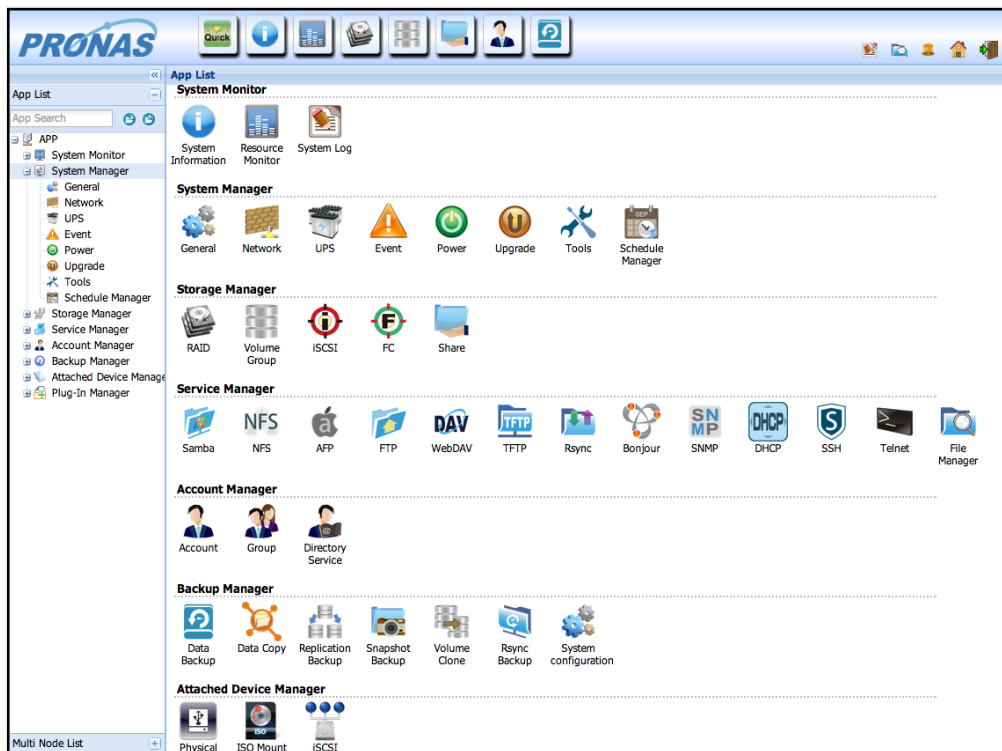 PRONAS
Quick
App List
App List
App Search
APP
System Monitor
System Manager
General
Network
UPS
Event
Power
Upgrade
Tools
Schedule Manager
Storage Manager
Service Manager
Account Manager
Backup Manager
Attached Device Manage
Plug-In Manager
Multi Node List
System Monitor
System Information
Resource Monitor
System Log
System Manager
General
Network
UPS
Event
Power
Upgrade
SEP
Tools
Schedule Manager
Storage Manager
RAID
Volume Group
iSCSI
F
FC
Share
Service Manager
Samba
NFS
NFS
AFP
FTP
DAV
WebDAV
TFTP
TFTP
Rsync
Bonjour
SN
MP
SNMP
DHCP
DHCP
S
SSH
Telnet
File Manager
Account Manager
Account
Group
Directory Service
Backup Manager
Data Backup
Data Copy
Replication Backup
Snapshot Backup
Volume Clone
Rsync Backup
System configuration
Attached Device Manager
Physical
ISO
ISO Mount
iSCSI